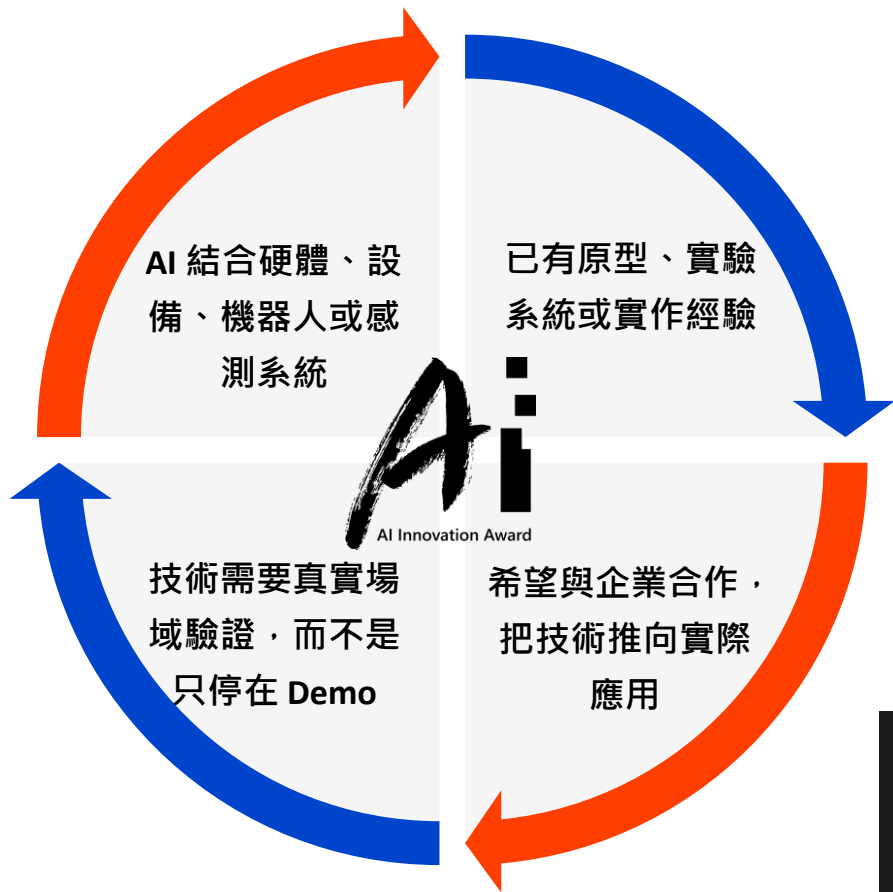 AI 結合硬體、設
備、機器人或感
測系統
已有原型、實驗
系統或實作經驗
Ai
AI Innovation Award
技術需要真實場
域驗證，而不是
只停在 Demo
希望與企業合作，
把技術推向實際
應用